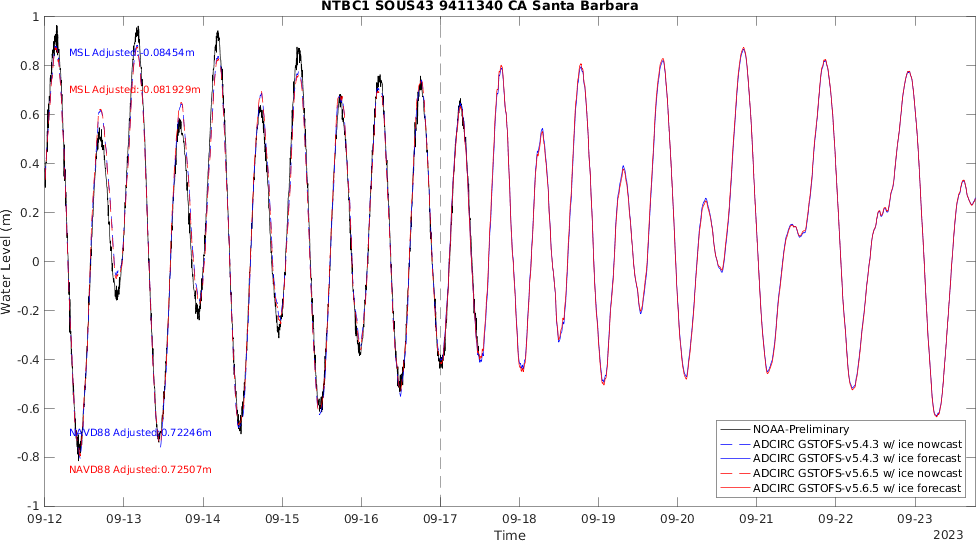 NTBC1 SOUS43 9411340 CA Santa Barbara
Water Level (m)
1
0.8
0.6
0.4
0.2
0
-0.2
-0.4
-0.6
-0.8
-1
MSL Adjusted:-0.08454m
MSL Adjusted:-0.081929m
NAVD88 Adjusted:0.72246m
NAVD88 Adjusted:0.72507m
NOAA-Preliminary
ADCIRC GSTOFS-v5.4.3 w/ ice nowcast
ADCIRC GSTOFS-v5.4.3 w/ ice forecast
ADCIRC GSTOFS-v5.6.5 w/ ice nowcast
ADCIRC GSTOFS-v5.6.5 w/ ice forecast
09-12 09-13 09-14 09-15 09-16 09-17 09-18 09-19 09-20 09-21 09-22 09-23
Time
2023